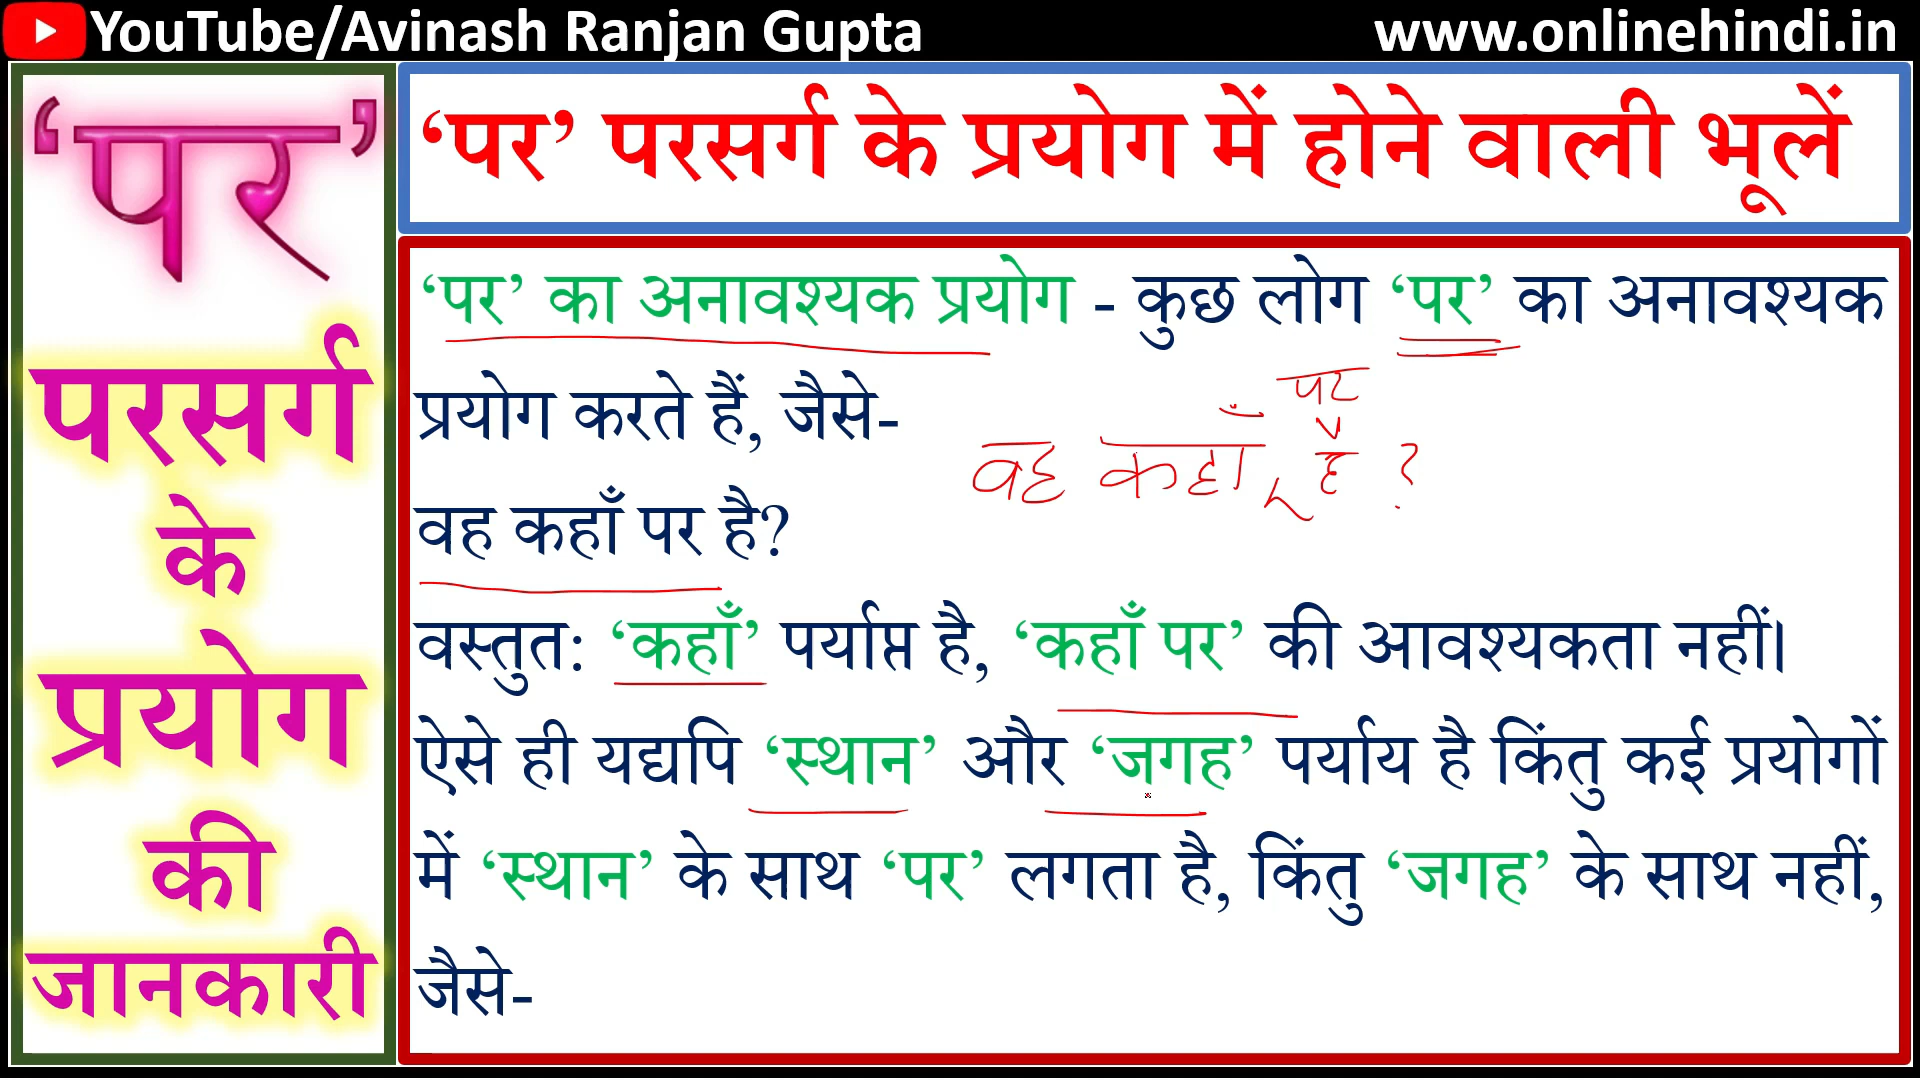 YouTube/Avinash Ranjan Gupta
www.onlinehindi.in
‘पर’
परसर्ग
के
प्रयोग
की
जानकारी
‘पर’ परसर्ग के प्रयोग में होने वाली भूलें
‘पर’ का अनावश्यक प्रयोग - कुछ लोग ‘पर’ का अनावश्यक
प्रयोग करते हैं, जैसे-
पर
वह कहाँ है ?
वह कहाँ पर है?
वस्तुत: ‘कहाँ’ पर्याप्त है, ‘कहाँ पर’ की आवश्यकता नहीं।
ऐसे ही यद्यपि ‘स्थान’ और ‘जगह’ पर्याय है किंतु कई प्रयोगों
में ‘स्थान’ के साथ ‘पर’ लगता है, किंतु ‘जगह’ के साथ नहीं,
जैसे-